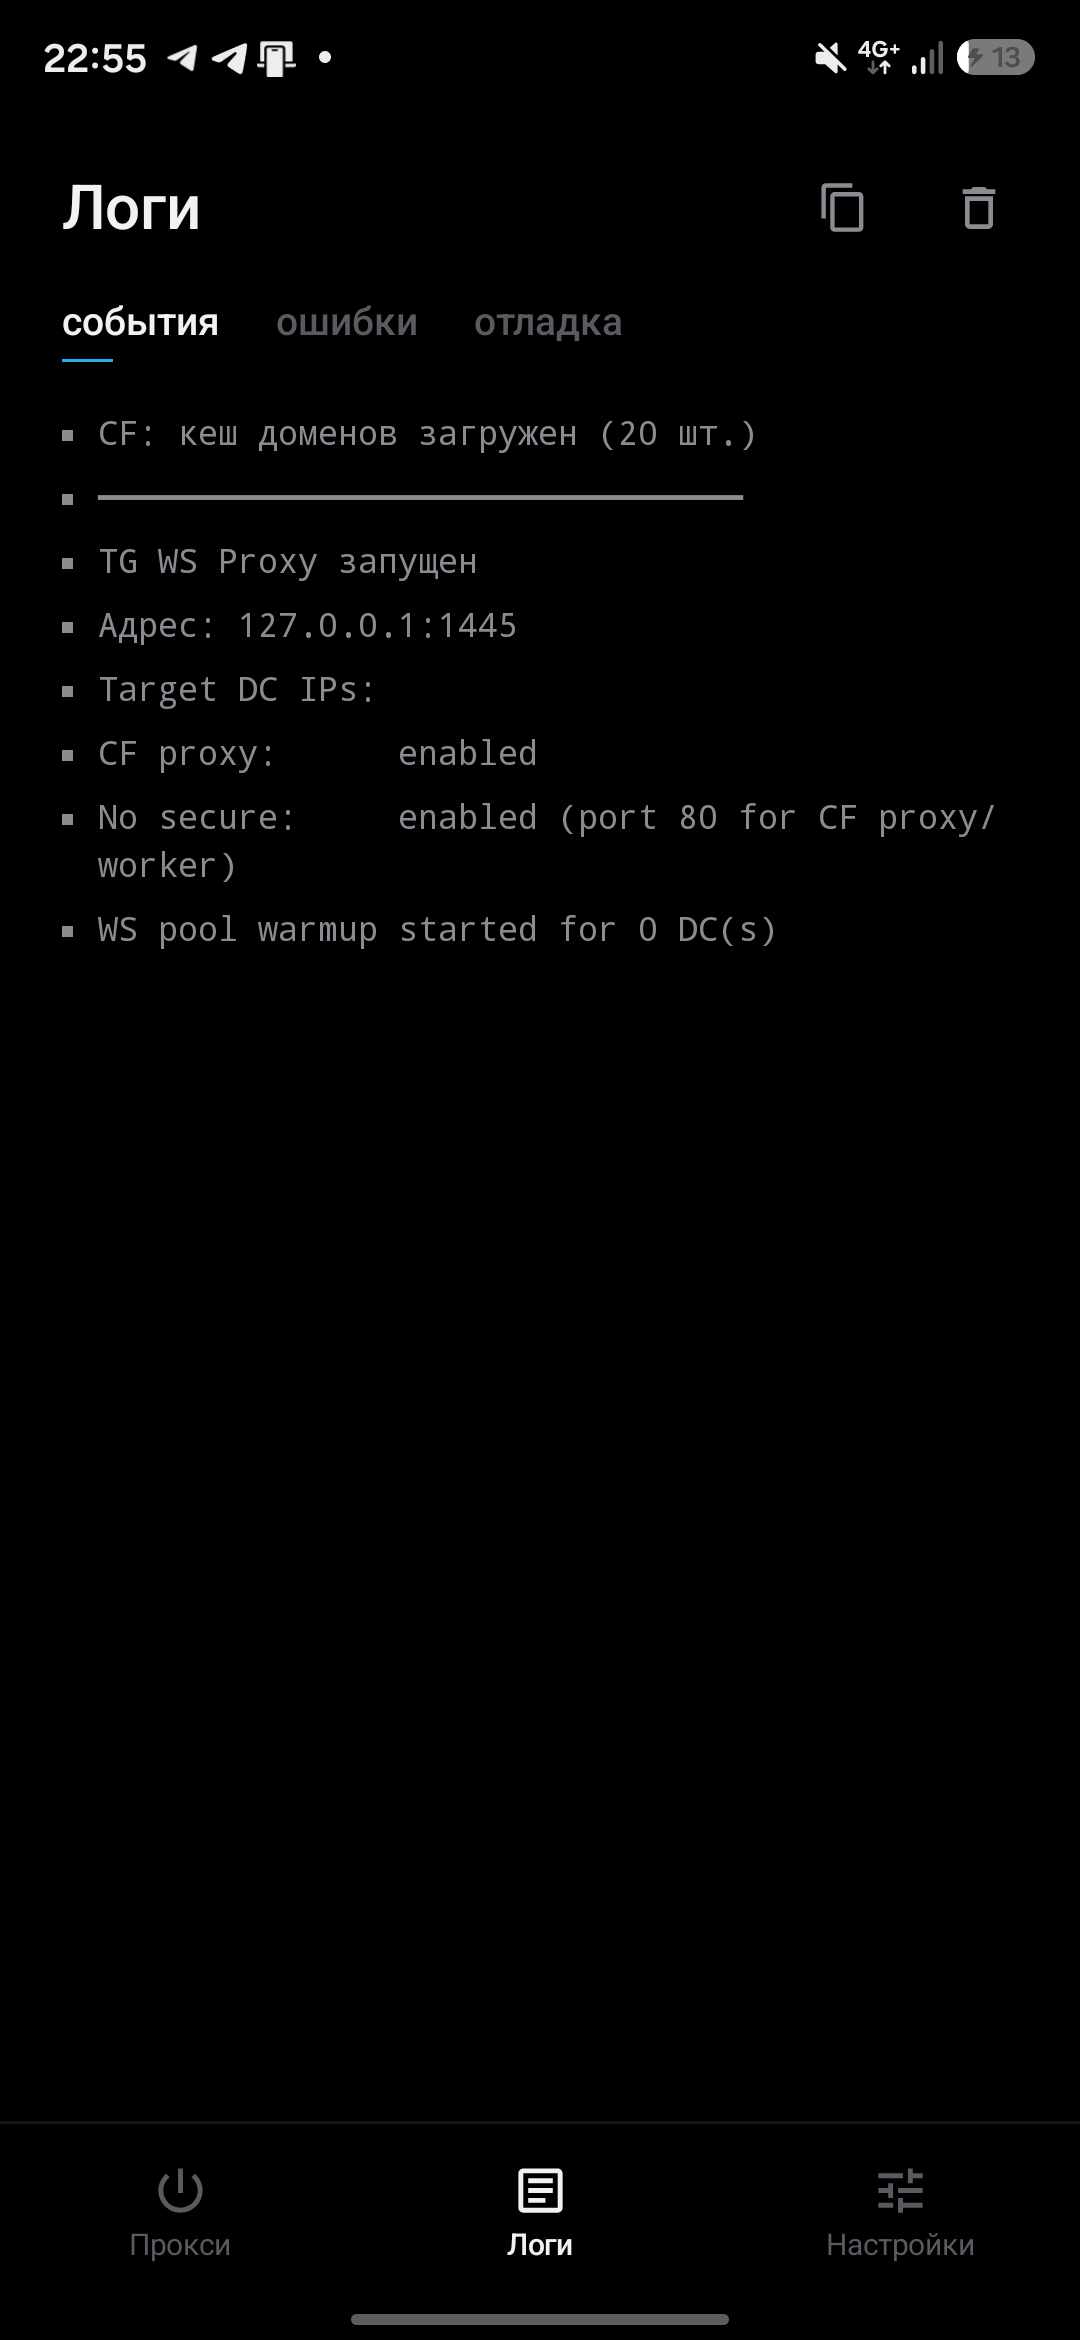 22:55
4G+
13
Логи
события ошибки отладка
CF: кеш доменов загружен (20 шт.)
TG WS Proxy запущен
Адрес: 127.0.0.1:1445
Target DC IPs:
CF proxy:      enabled
No secure:     enabled (port 80 for CF proxy/
worker)
WS pool warmup started for 0 DC(s)
Прокси Логи Настройки